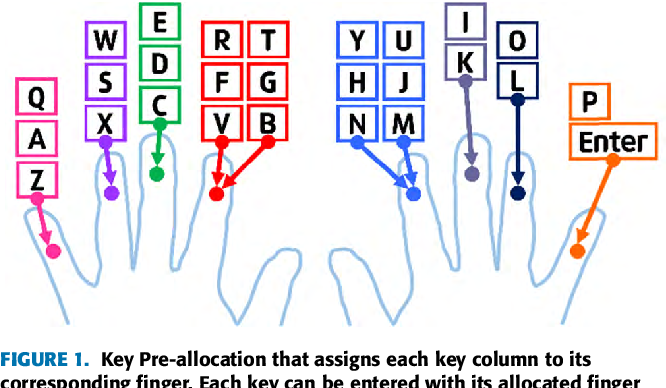 E
I
W
R
T
Y
U
O
D
K
S
F
G
H
J
L
Q
C
P
X
V
B
N
M
A
Enter
Z
FIGURE 1. Key Pre-allocation that assigns each key column to its
corresponding finger. Each key can be entered with its allocated finger